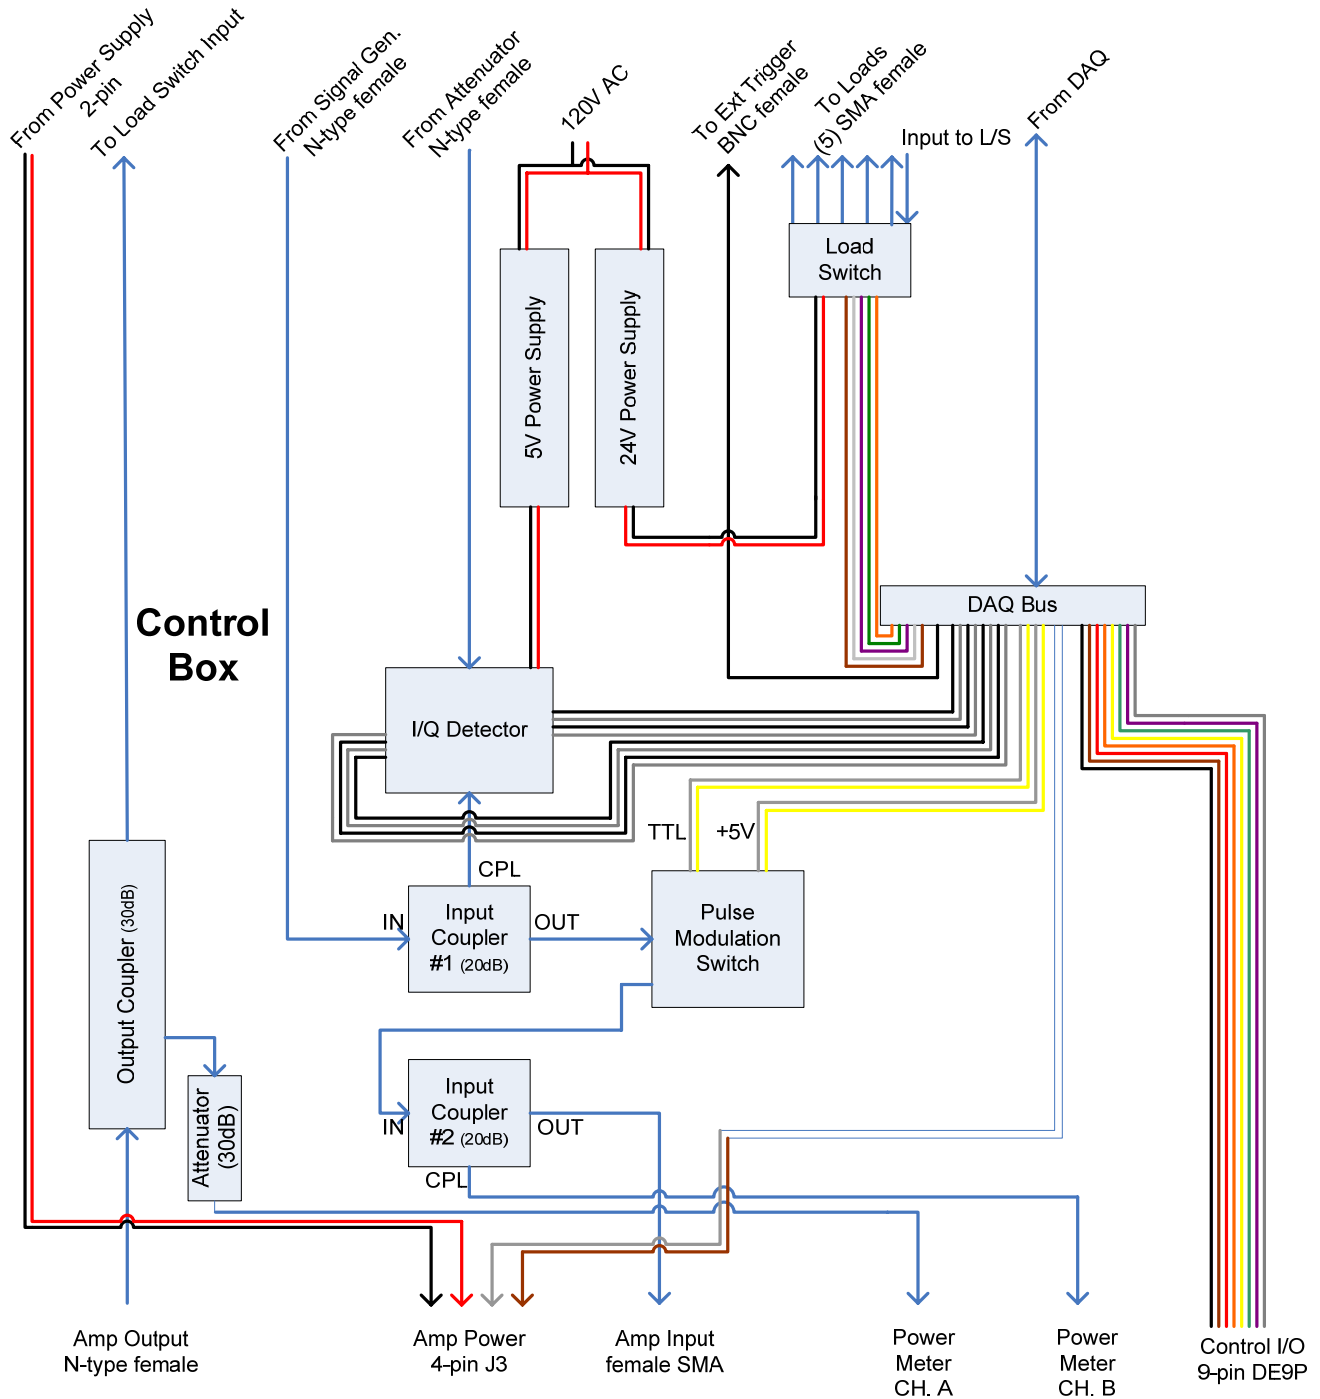 From Power Supply
2-pin
To Load Switch Input
From Signal Gen.
N-type female
From Attenuator
N-type female
120V AC
To Ext Trigger
BNC female
To Loads
(5) SMA female
Input to L/S
From DAQ
Load
Switch
5V Power Supply
24V Power Supply
DAQ Bus
Control
Box
I/Q Detector
TTL
+5V
CPL
IN
Input
Coupler
#1 (20dB)
OUT
Pulse
Modulation
Switch
Output Coupler (30dB)
Attenuator
(30dB)
Input
Coupler
#2 (20dB)
IN
OUT
CPL
Amp Output
N-type female
Amp Power
4-pin J3
Amp Input
female SMA
Power
Meter
CH. A
Power
Meter
CH. B
Control I/O
9-pin DE9P